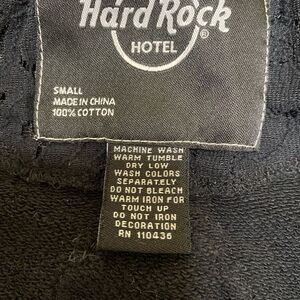 Hard Rock
HOTEL
®
SMALL
MADE IN CHINA
100% COTTON
MACHINE WASH
WARM TUMBLE
DRY LOW
WASH COLORS
SEPARATELY
DO NOT BLEACH
WARM IRON FOR
TOUCH UP
DO NOT IRON
DECORATION
RN 110436